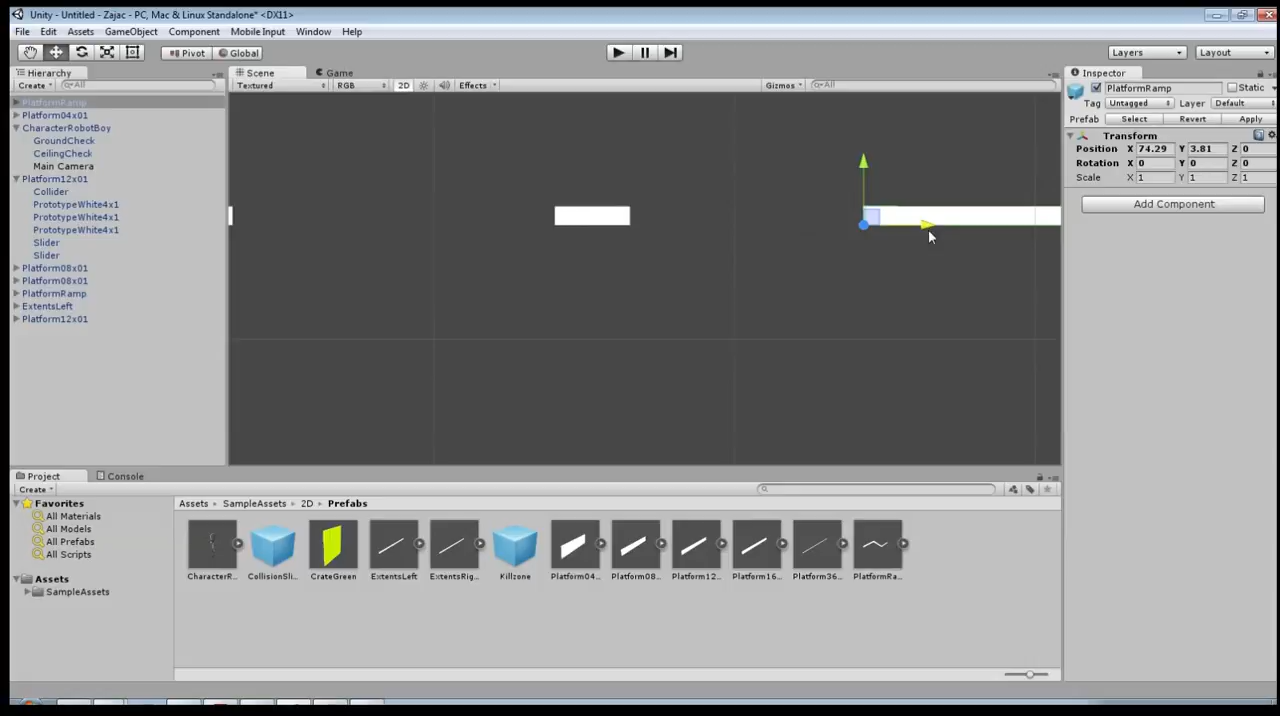 Unity - Untitled - Zajac - PC, Mac & Linux Standalone* <DX11>
File Edit Assets GameObject Component Mobile Input Window Help
Pivot Global Layers Layout
Hierarchy
Create All
PlatformRamp
Platform04x01
CharacterRobotBoy
GroundCheck
CeilingCheck
Main Camera
Platform12x01
Collider
PrototypeWhite4x1
PrototypeWhite4x1
PrototypeWhite4x1
Slider
Slider
Platform08x01
Platform08x01
PlatformRamp
ExtentsLeft
Platform12x01
Scene Game
Textured RGB 2D Effects Gizmos All
Inspector
PlatformRamp Static
Tag Untagged Layer Default
Prefab Select Revert Apply
Transform
Position X 74.29 Y 3.81 Z 0
Rotation X 0 Y 0 Z 0
Scale X 1 Y 1 Z 1
Add Component
Project Console
Create
Favorites
All Materials
All Models
All Prefabs
All Scripts
Assets
SampleAssets
Assets SampleAssets 2D Prefabs
CharacterR... CollisionSli... CrateGreen ExtentsLeft ExtentsRig... Killzone Platform04... Platform08... Platform12... Platform16... Platform36... PlatformRa...